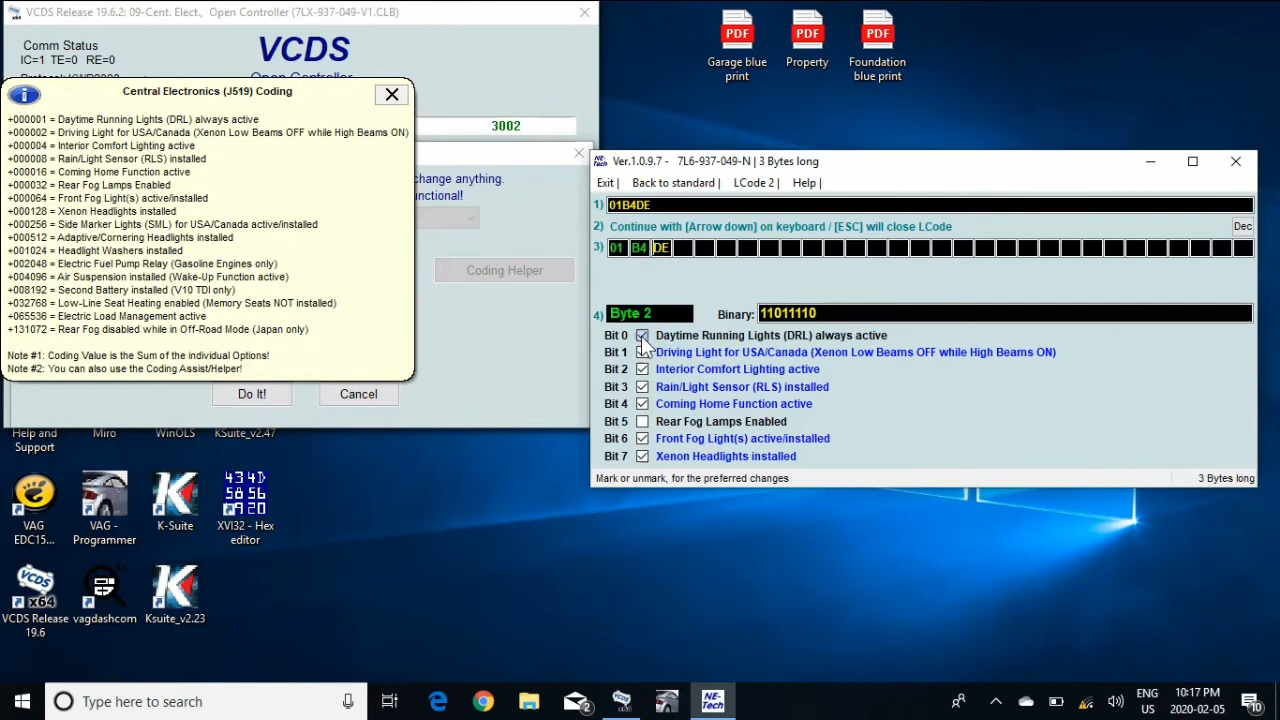 VCDS Release 19.6.2: 09-Cent. Elect., Open Controller (7LX-937-049-V1.CLB)
Comm Status
IC=1 TE=0 RE=0
VCDS
Open Controller
Central Electronics (J519) Coding
+000001 = Daytime Running Lights (DRL) always active
+000002 = Driving Light for USA/Canada (Xenon Low Beams OFF while High Beams ON)
+000004 = Interior Comfort Lighting active
+000008 = Rain/Light Sensor (RLS) installed
+000016 = Coming Home Function active
+000032 = Rear Fog Lamps Enabled
+000064 = Front Fog Light(s) active/installed
+000128 = Xenon Headlights installed
+000256 = Side Marker Lights (SML) for USA/Canada active/installed
+000512 = Adaptive/Cornering Headlights installed
+001024 = Headlight Washers installed
+002048 = Electric Fuel Pump Relay (Gasoline Engines only)
+004096 = Air Suspension installed (Wake-Up Function active)
+008192 = Second Battery installed (V10 TDI only)
+032768 = Low-Line Seat Heating enabled (Memory Seats NOT installed)
+065536 = Electric Load Management active
+131072 = Rear Fog disabled while in Off-Road Mode (Japan only)
Note #1: Coding Value is the Sum of the individual Options!
Note #2: You can also use the Coding Assist/Helper!
3002
change anything.
nctional!
Coding Helper
Do It!
Cancel
Garage blue print
Property
Foundation blue print
PDF
PDF
PDF
NE-Tech
Ver.1.0.9.7 - 7L6-937-049-N | 3 Bytes long
Exit | Back to standard | LCode 2 | Help |
1) 01B4DE
2) Continue with [Arrow down] on keyboard / [ESC] will close LCode
Dec
3) 01 B4 DE
4) Byte 2 Binary: 11011110
Bit 0 Daytime Running Lights (DRL) always active
Bit 1 Driving Light for USA/Canada (Xenon Low Beams OFF while High Beams ON)
Bit 2 Interior Comfort Lighting active
Bit 3 Rain/Light Sensor (RLS) installed
Bit 4 Coming Home Function active
Bit 5 Rear Fog Lamps Enabled
Bit 6 Front Fog Light(s) active/installed
Bit 7 Xenon Headlights installed
Mark or unmark, for the preferred changes
3 Bytes long
Help and Support
Miro
WinOLS
KSuite_v2.47
VAG EDC15...
VAG - Programmer
K-Suite
XVI32 - Hex editor
VCDS
x64
VCDS Release 19.6
vagdashcom
Ksuite_v2.23
Type here to search
2
NE-Tech
ENG
US
10:17 PM
2020-02-05
10